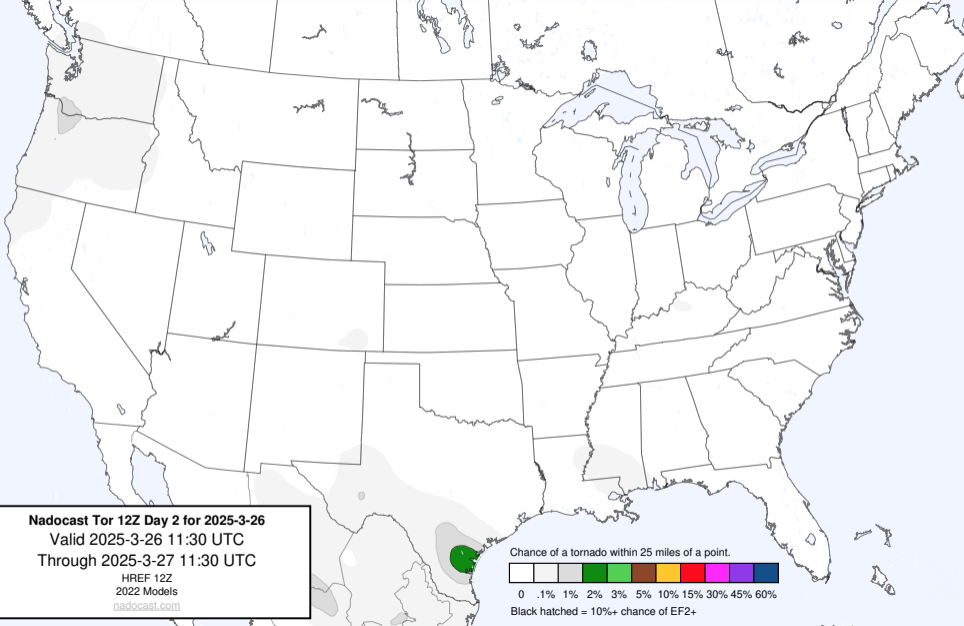 Nadocast Tor 12Z Day 2 for 2025-3-26
Valid 2025-3-26 11:30 UTC
Through 2025-3-27 11:30 UTC
HREF 12Z
2022 Models
nadocast.com
Chance of a tornado within 25 miles of a point.
0 .1% 1% 2% 3% 5% 10% 15% 30% 45% 60%
Black hatched = 10%+ chance of EF2+